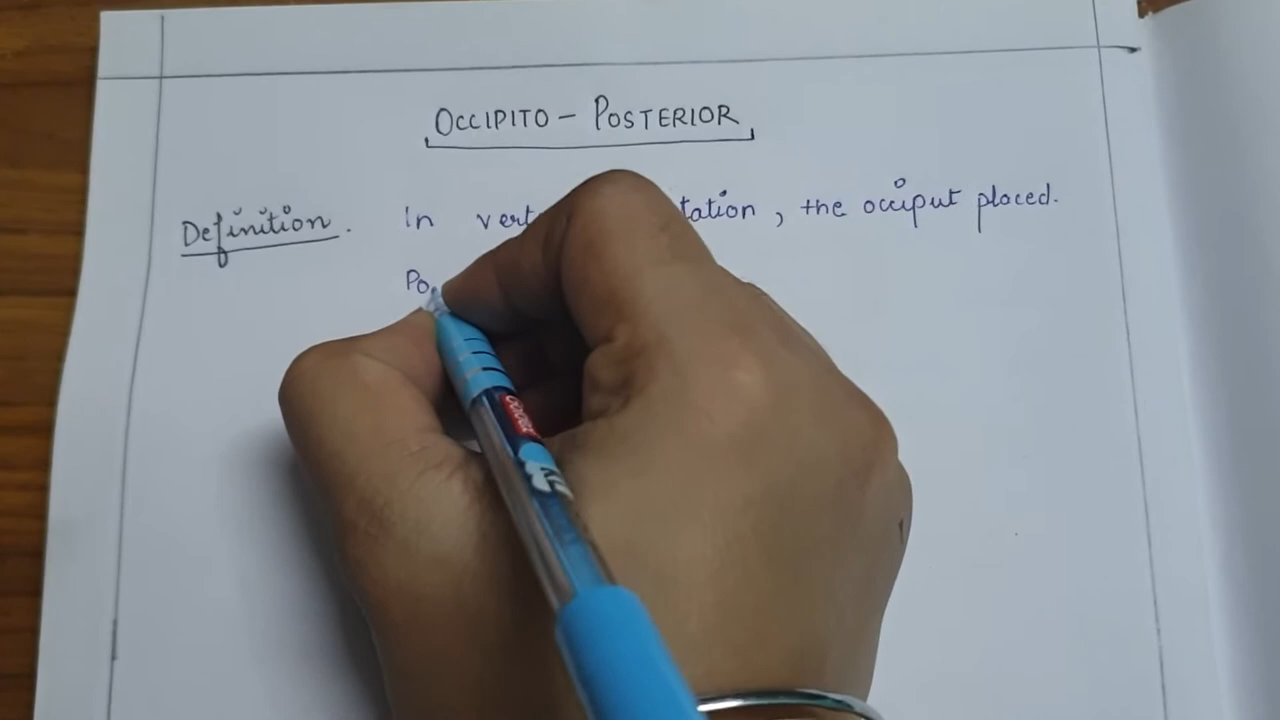 OCCIPITO - POSTERIOR
Definition. In vert tation, the occiput placed.
Po